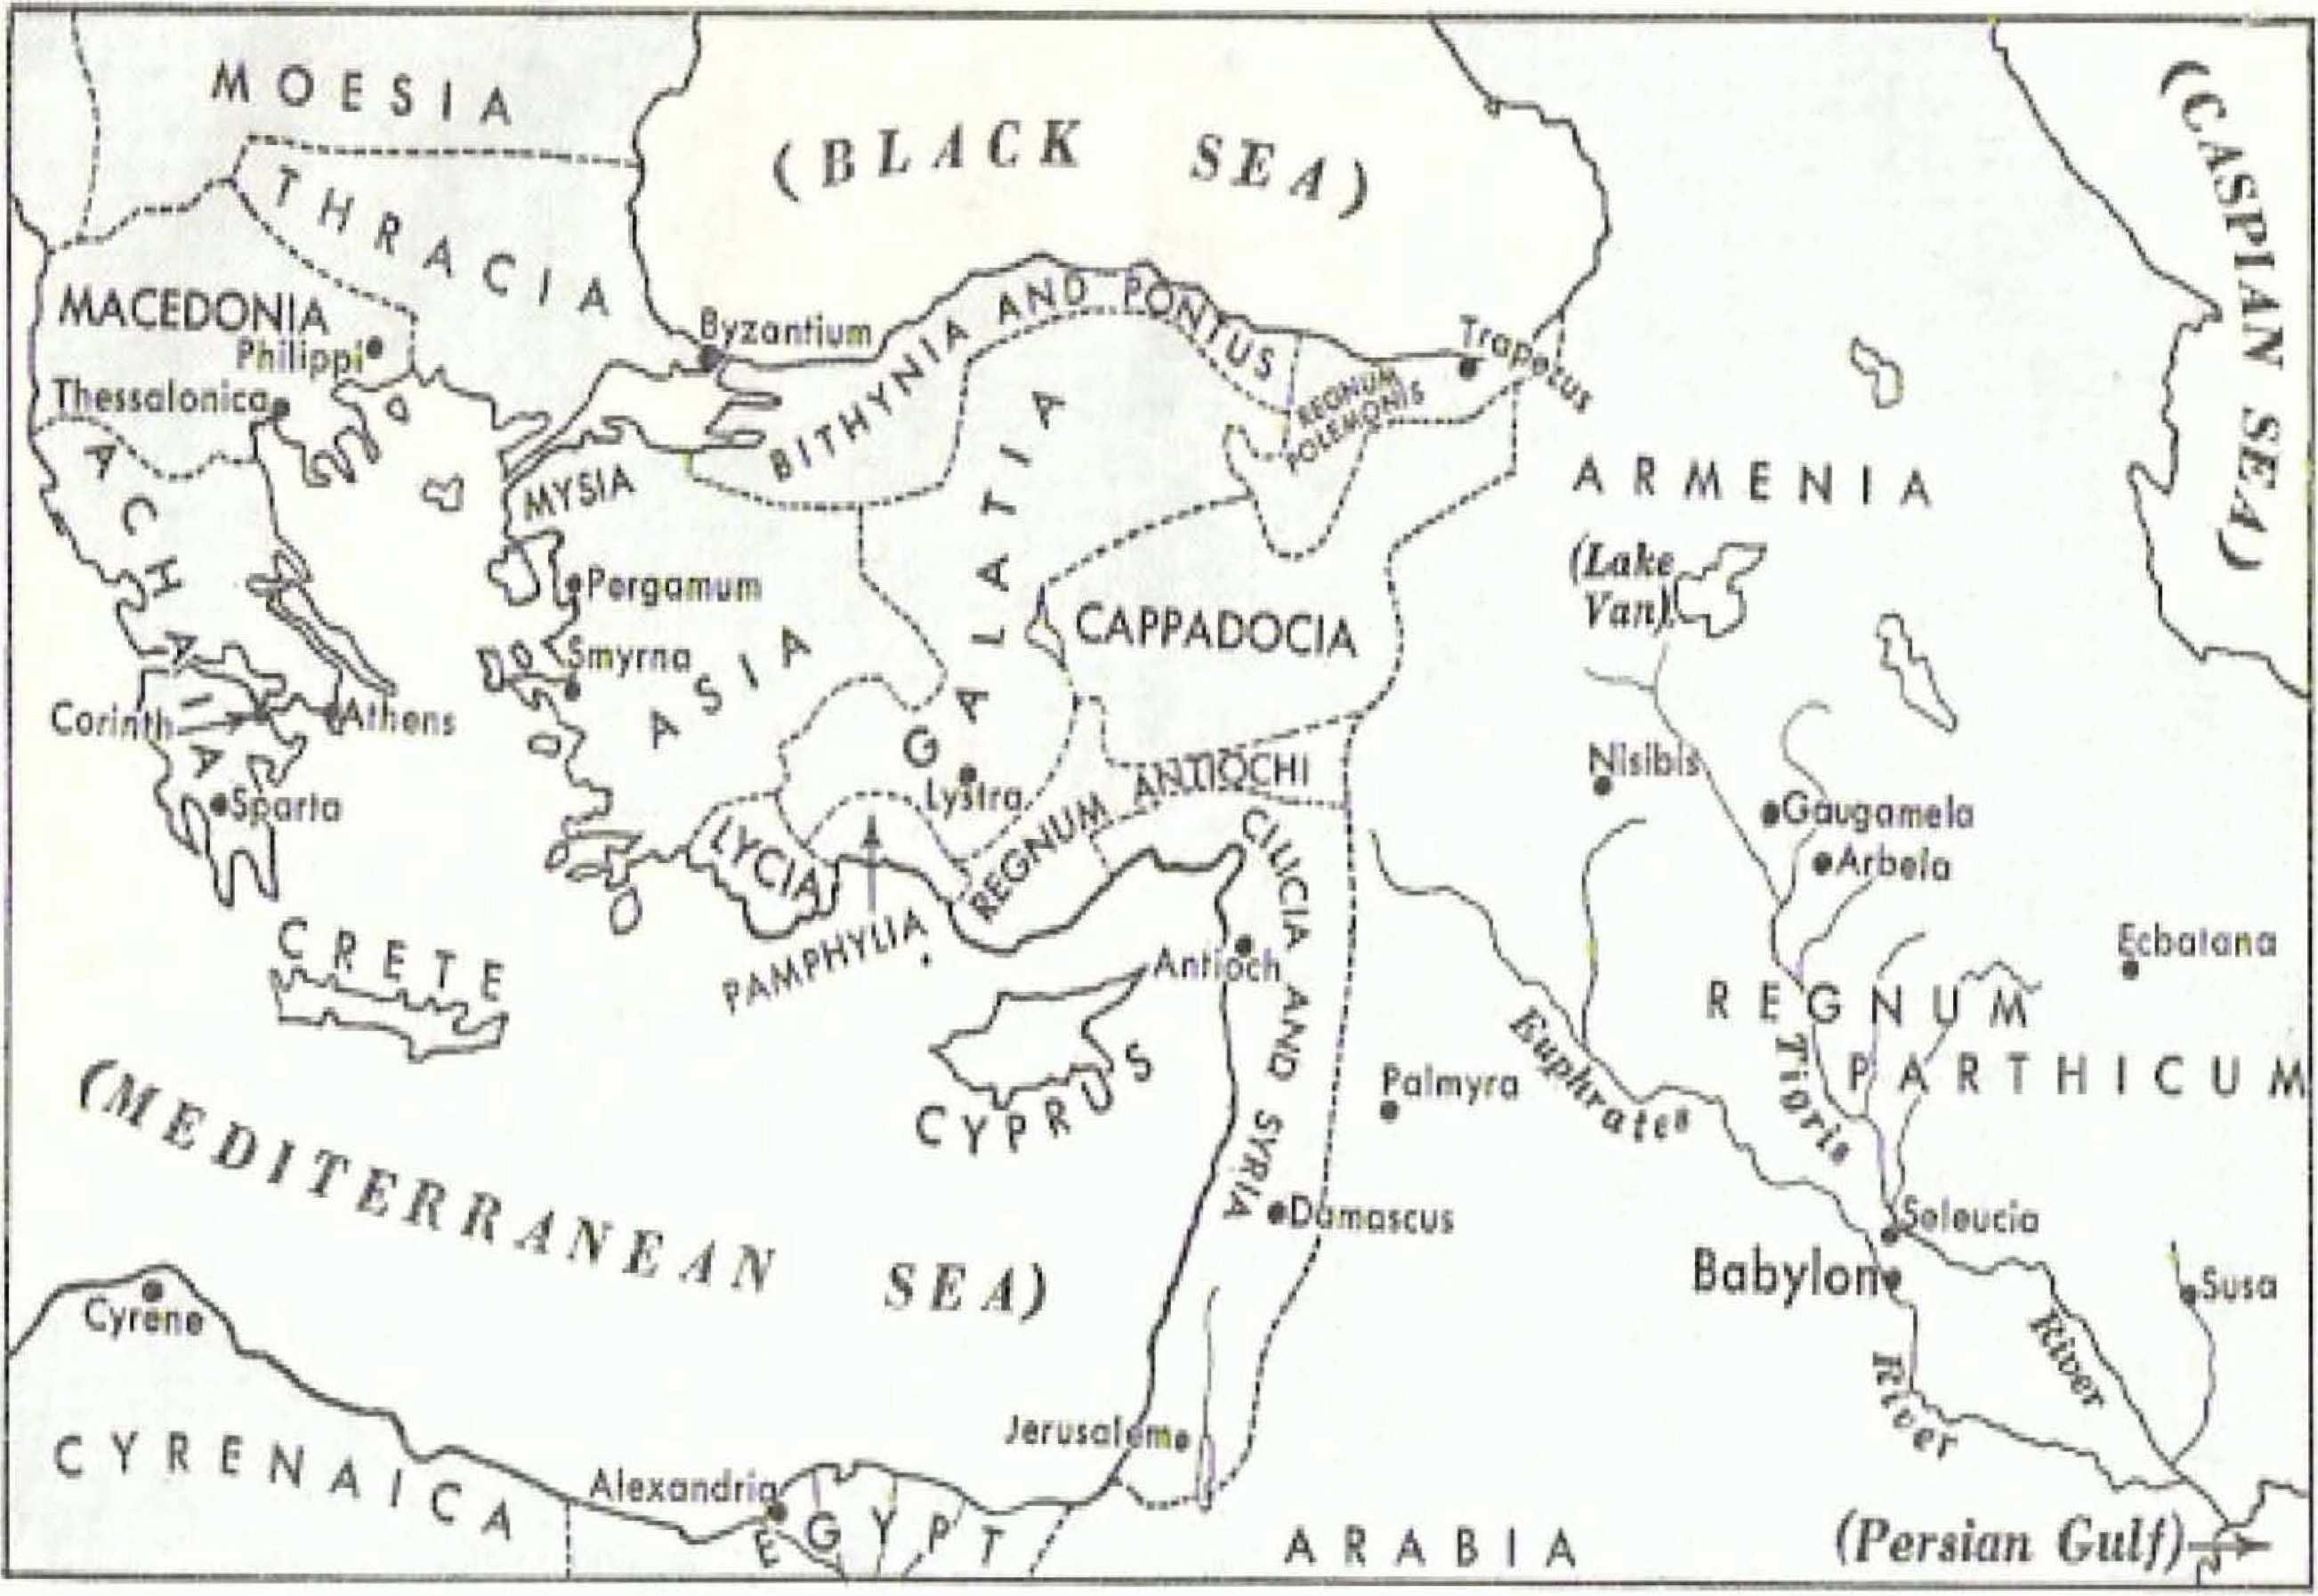 MOESIA
(BLACK SEA)
(CASPIAN SEA)
THRACIA
MACEDONIA
Philippi
Thessalonica
Byzantium
BITHYNIA AND PONTUS
Trapezus
REGNUM
POLEMONIS
ACHAIA
MYSIA
GALATIA
ARMENIA
(Lake
Van)
Pergamum
CAPPADOCIA
Smyrna
ASIA
Corinth
Athens
Sparta
Lystra
REGNUM ANTIOCHI
Nisibis
Gaugamela
Arbela
LYCIA
PAMPHYLIA
CILICIA AND SYRIA
CRETE
Antioch
Ecbatana
REGNUM
PARTHICUM
CYPRUS
Palmyra
Euphrates
Tigris
(MEDITERRANEAN SEA)
Damascus
Seleucia
Babylon
Susa
Cyrene
River
River
Jerusalem
CYRENAICA
Alexandria
EGYPT
ARABIA
(Persian Gulf)